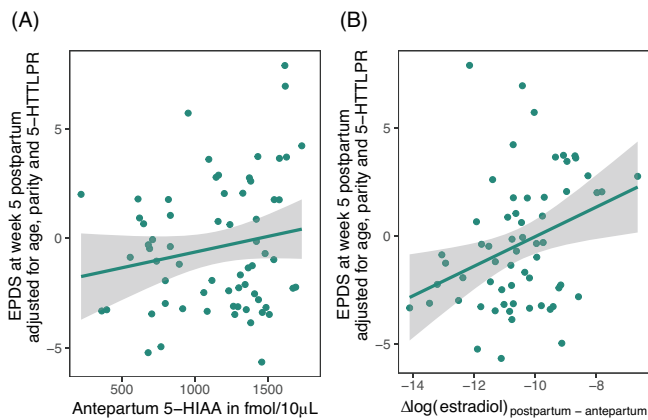 (A)
EPDS at week 5 postpartum
adjusted for age, parity and 5-HTTLPR
5
0
−5
500
1000
1500
Antepartum 5−HIAA in fmol/10μL
(B)
EPDS at week 5 postpartum
adjusted for age, parity and 5-HTTLPR
5
0
−5
−14
−12
−10
−8
Δlog(estradiol)postpartum − antepartum